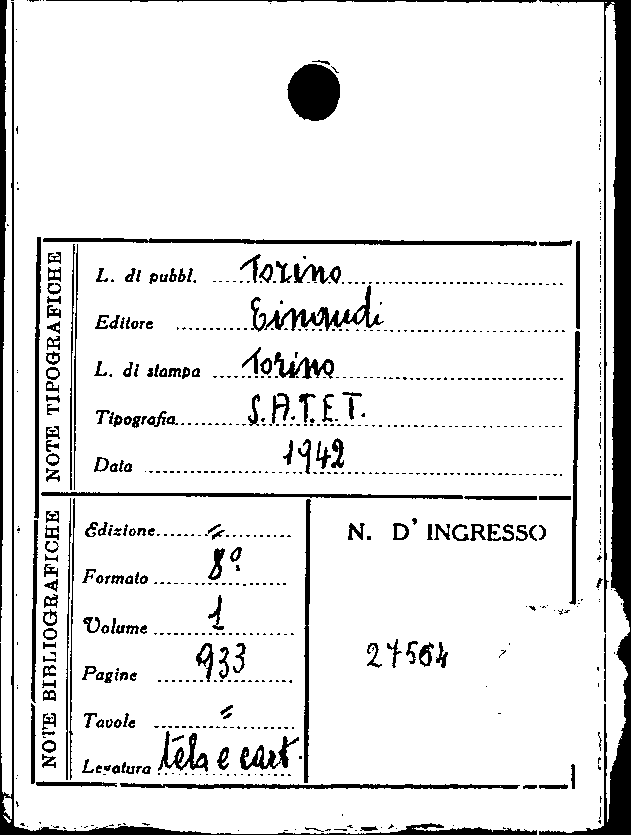 NOTE TIPOGRAFICHE
L. di pubbl. Torino
Editore Einaudi
L. di stampa Torino
Tipografia S.A.T.E.T.
Data 1942
NOTE BIBLIOGRAFICHE
Edizione =
Formato 8º
Volume 1
Pagine 933
Tavole =
Legatura tela e cart.
N. D'INGRESSO
27564